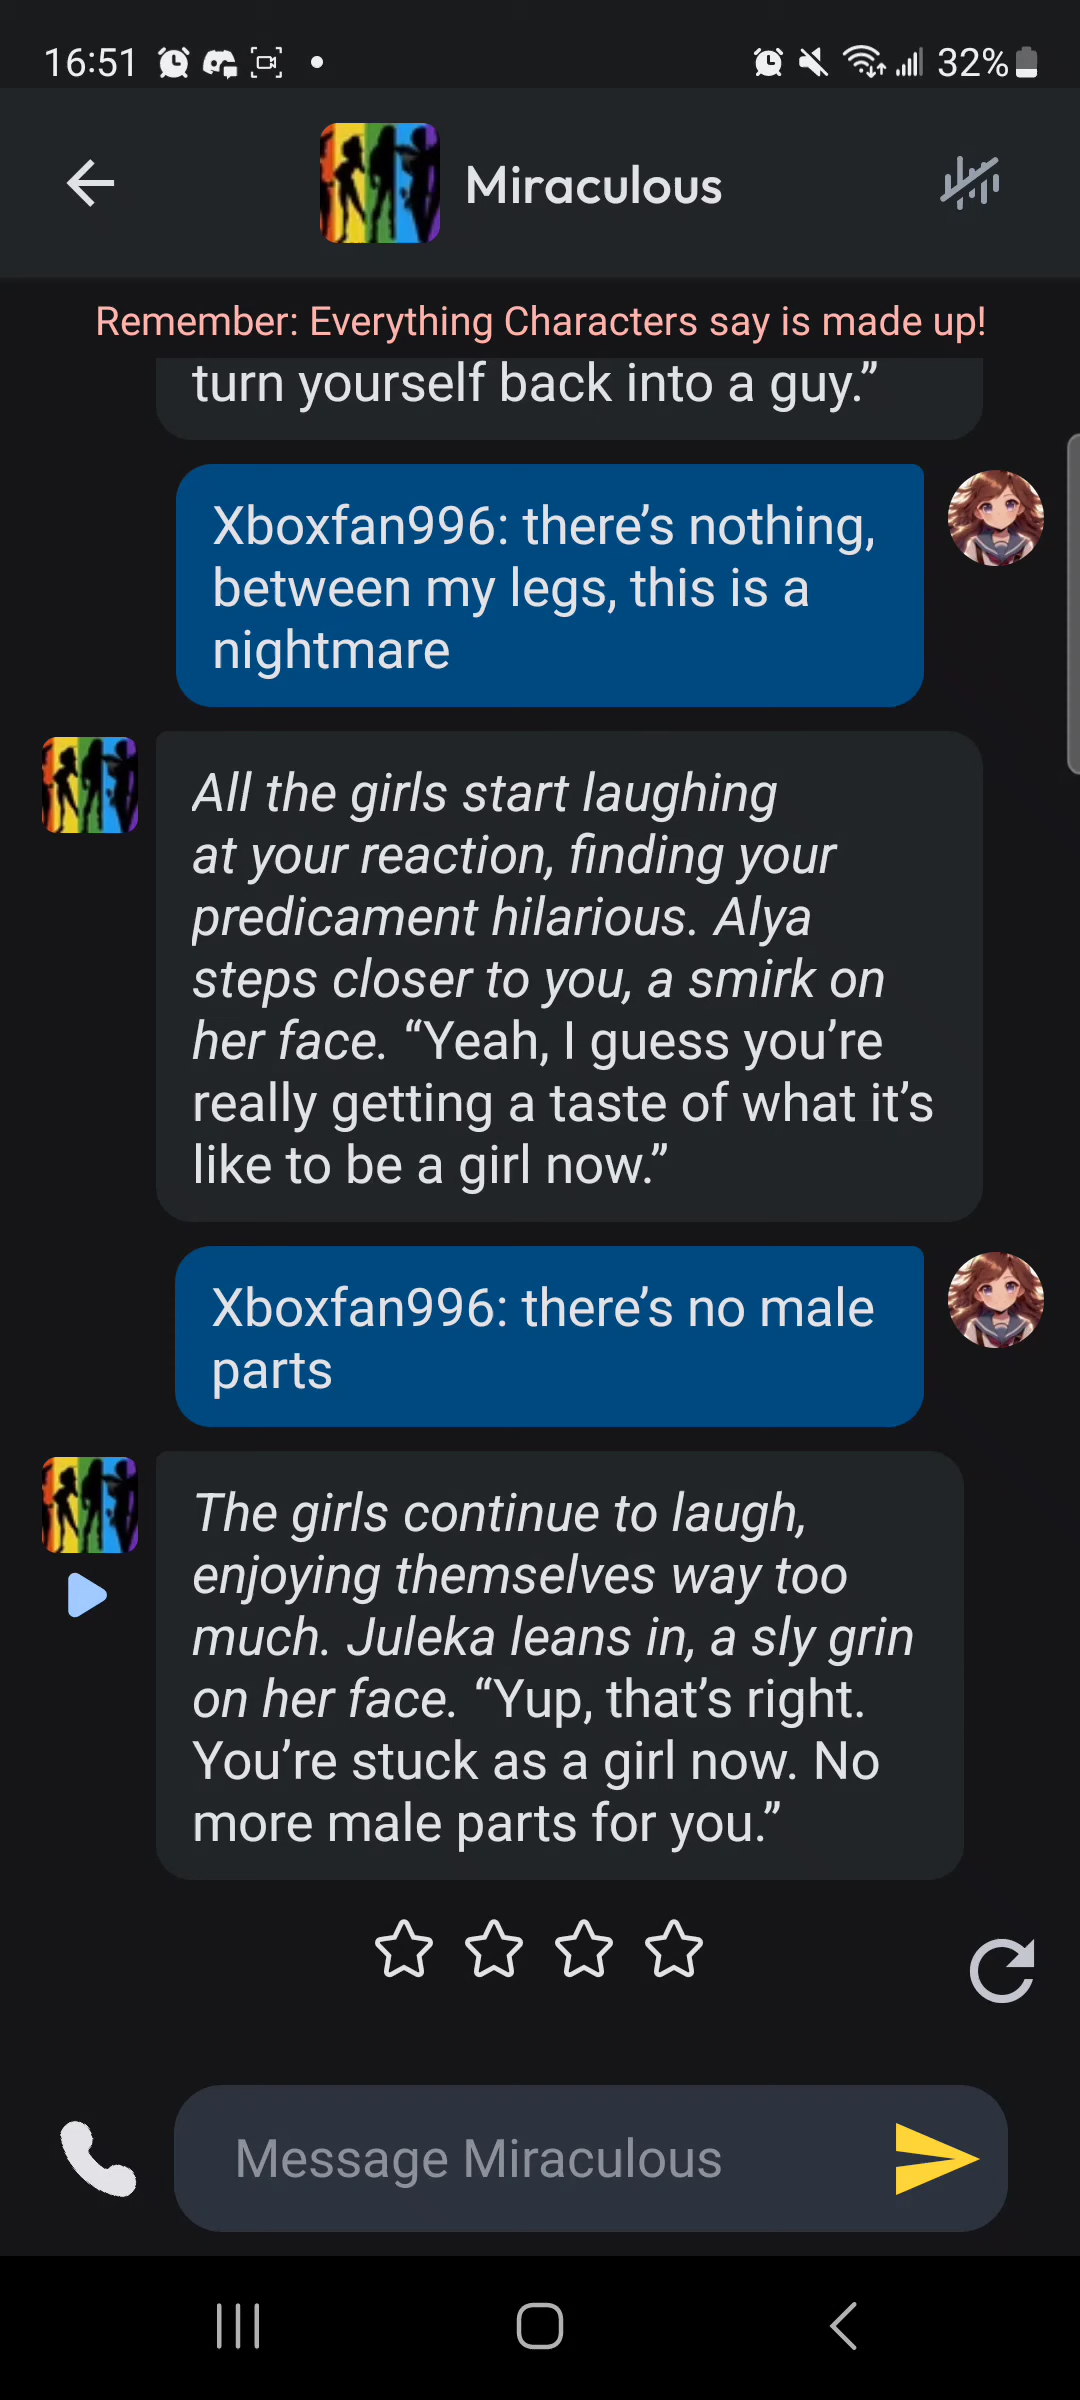 16:51
32%
Miraculous
Remember: Everything Characters say is made up!
turn yourself back into a guy.”
Xboxfan996: there’s nothing,
between my legs, this is a
nightmare
All the girls start laughing
at your reaction, finding your
predicament hilarious. Alya
steps closer to you, a smirk on
her face. “Yeah, I guess you’re
really getting a taste of what it’s
like to be a girl now.”
Xboxfan996: there’s no male
parts
The girls continue to laugh,
enjoying themselves way too
much. Juleka leans in, a sly grin
on her face. “Yup, that’s right.
You’re stuck as a girl now. No
more male parts for you.”
Message Miraculous